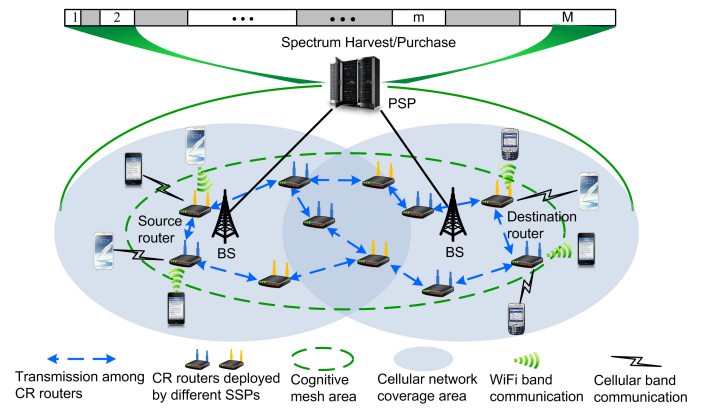 1 2 ••• ••• m M
Spectrum Harvest/Purchase
PSP
Source
router
BS
BS
Destination
router
Transmission among
CR routers
CR routers deployed
by different SSPs
Cognitive
mesh area
Cellular network
coverage area
WiFi band
communication
Cellular band
communication